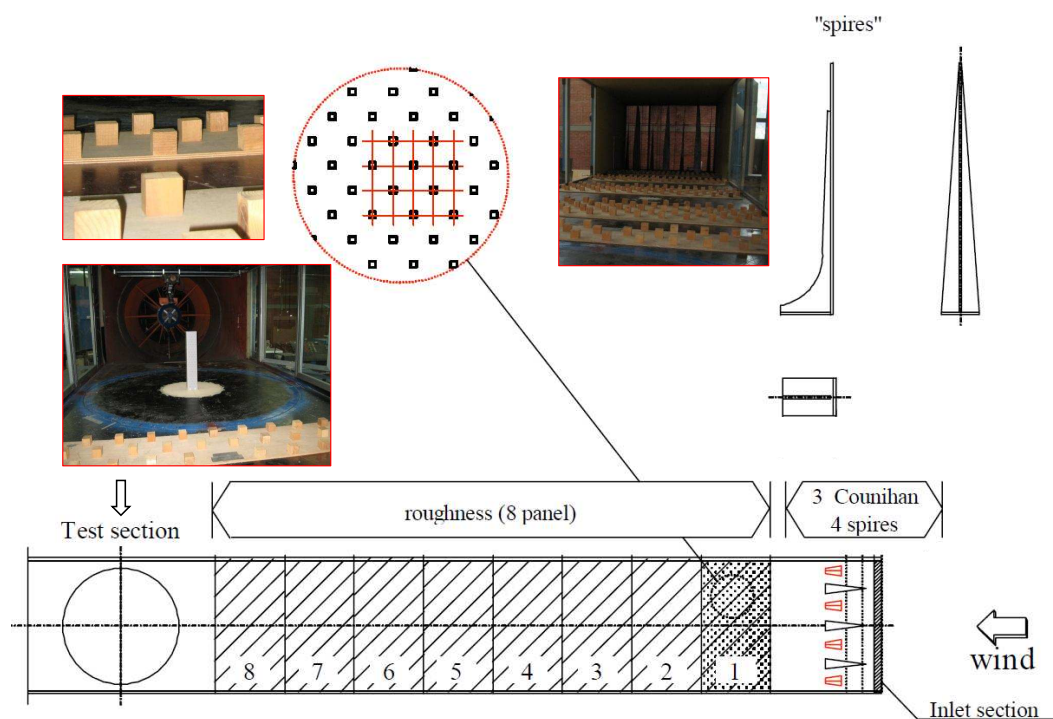 "spires"
roughness (8 panel)
3 Counihan
4 spires
Test section
8 7 6 5 4 3 2 1
wind
Inlet section